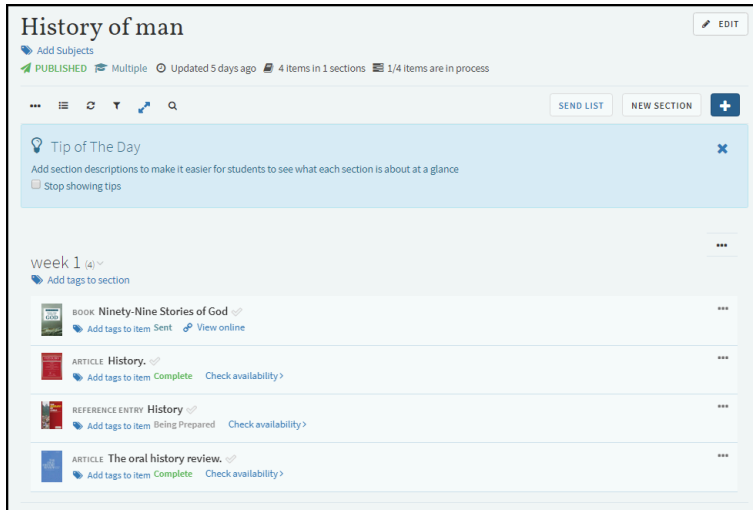 History of man
EDIT
Add Subjects
PUBLISHED Multiple Updated 5 days ago 4 items in 1 sections 1/4 items are in process
SEND LIST NEW SECTION
Tip of The Day
Add section descriptions to make it easier for students to see what each section is about at a glance
Stop showing tips
week 1 (4)
Add tags to section
BOOK Ninety-Nine Stories of God
Add tags to item Sent View online
ARTICLE History.
Add tags to item Complete Check availability >
REFERENCE ENTRY History
Add tags to item Being Prepared Check availability >
ARTICLE The oral history review.
Add tags to item Complete Check availability >